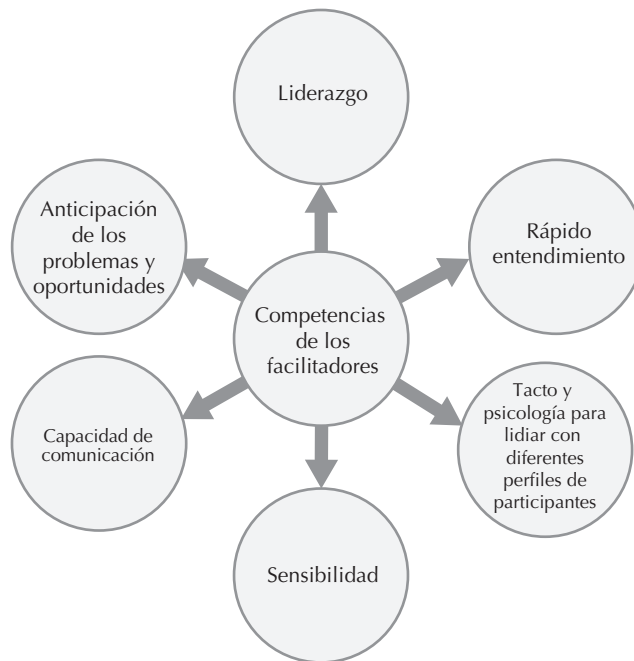 Liderazgo
Anticipación
de los
problemas y
oportunidades
Rápido
entendimiento
Competencias
de los
facilitadores
Capacidad de
comunicación
Tacto y
psicología para
lidiar con
diferentes
perfiles de
participantes
Sensibilidad